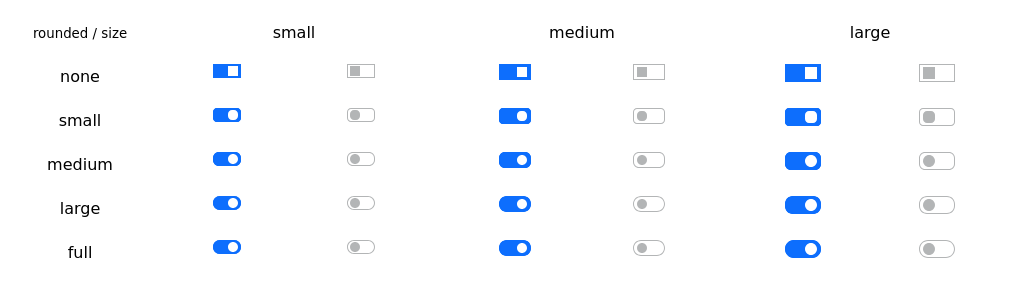 rounded / size small medium large
none
small
medium
large
full